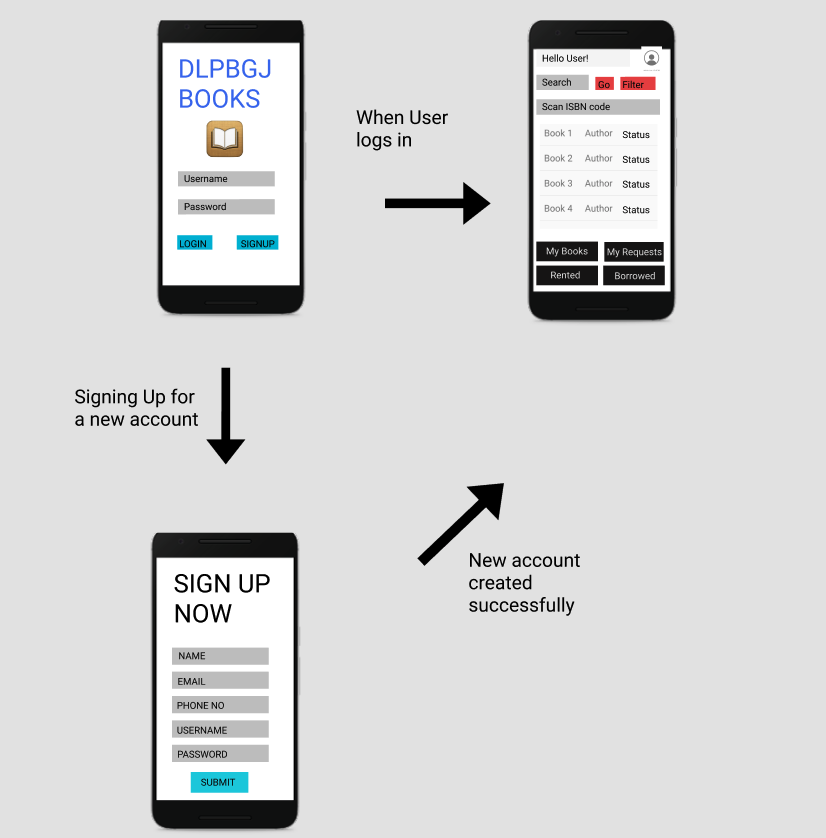 DLPBGJ
BOOKS
Username
Password
LOGIN SIGNUP
When User
logs in
Hello User!
Search Go Filter
Scan ISBN code
Book 1 Author Status
Book 2 Author Status
Book 3 Author Status
Book 4 Author Status
My Books My Requests
Rented Borrowed
Signing Up for
a new account
New account
created
successfully
SIGN UP
NOW
NAME
EMAIL
PHONE NO
USERNAME
PASSWORD
SUBMIT